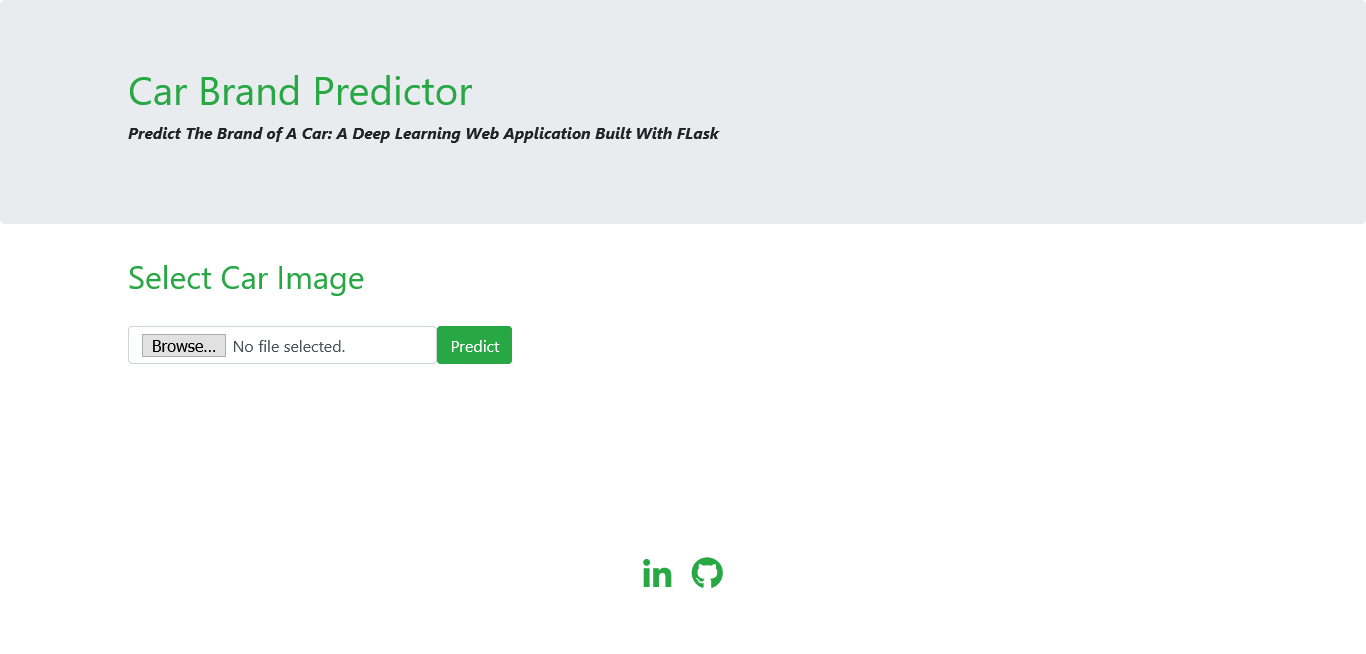 Car Brand Predictor
Predict The Brand of A Car: A Deep Learning Web Application Built With FLask
Select Car Image
Browse... No file selected. Predict
in